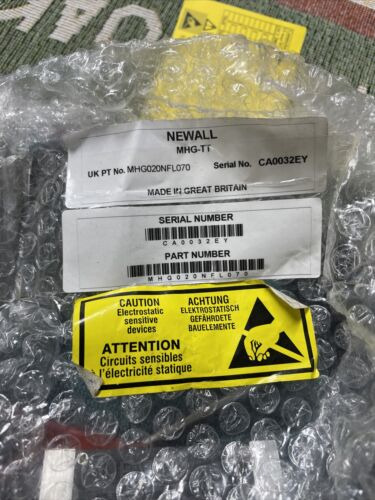 NEWALL
MHG-TT
UK PT No. MHG020NFL070 Serial No. CA0032EY
MADE IN GREAT BRITAIN
SERIAL NUMBER
CA0032EY
PART NUMBER
MHG020NFL070
CAUTION
Electrostatic
sensitive
devices
ACHTUNG
ELEKTROSTATISCH
GEFÄHRDETE
BAUELEMENTE
ATTENTION
Circuits sensibles
à l'électricité statique